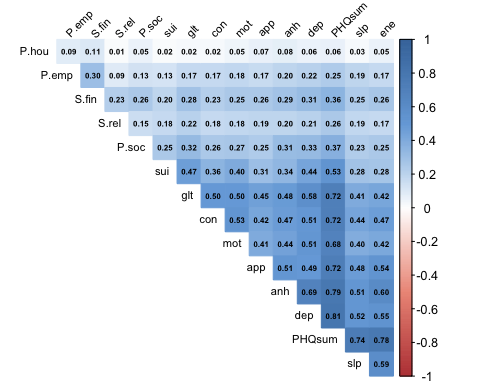 P.emp S.fin S.rel P.soc sui glt con mot app anh dep PHQsum slp ene
P.hou 0.09 0.11 0.01 0.05 0.02 0.02 0.02 0.05 0.07 0.08 0.06 0.06 0.03 0.05
P.emp 0.30 0.09 0.13 0.13 0.17 0.17 0.18 0.17 0.20 0.22 0.25 0.19 0.17
S.fin 0.23 0.26 0.20 0.28 0.23 0.25 0.26 0.29 0.31 0.36 0.25 0.26
S.rel 0.15 0.18 0.22 0.18 0.18 0.19 0.20 0.21 0.26 0.19 0.17
P.soc 0.25 0.32 0.26 0.27 0.25 0.31 0.33 0.37 0.23 0.25
sui 0.47 0.36 0.40 0.31 0.34 0.44 0.53 0.28 0.28
glt 0.50 0.50 0.45 0.48 0.58 0.72 0.41 0.42
con 0.53 0.42 0.47 0.51 0.72 0.44 0.47
mot 0.41 0.44 0.51 0.68 0.40 0.42
app 0.51 0.49 0.72 0.48 0.54
anh 0.69 0.79 0.51 0.60
dep 0.81 0.52 0.55
PHQsum 0.74 0.78
slp 0.59
1
0.8
0.6
0.4
0.2
0
-0.2
-0.4
-0.6
-0.8
-1